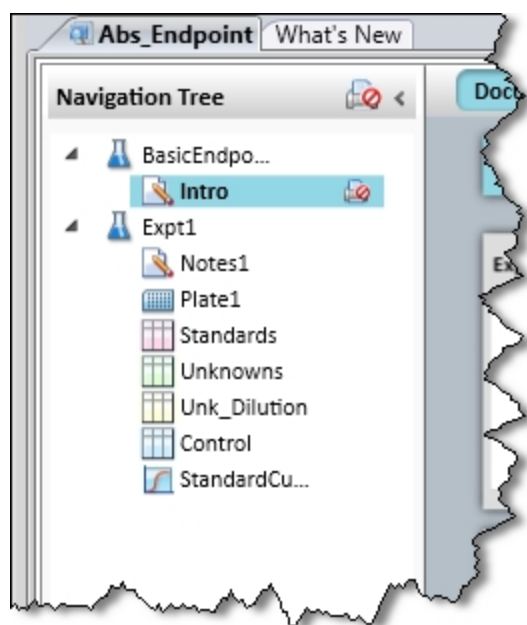 Abs_Endpoint What's New
Navigation Tree
BasicEndpo...
Intro
Expt1
Notes1
Plate1
Standards
Unknowns
Unk_Dilution
Control
StandardCu...